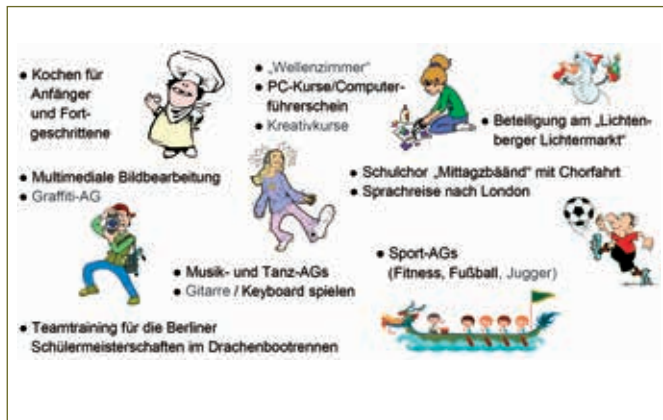 ● Kochen für
Anfänger
und Fort-
geschrittene
● „Wellenzimmer“
● PC-Kurse/Computer-
führerschein
● Kreativkurse
● Beteiligung am „Lichten-
berger Lichtermarkt“
● Multimediale Bildbearbeitung
● Graffiti-AG
● Schulchor „Mittagzbäänd“ mit Chorfahrt
● Sprachreise nach London
● Musik- und Tanz-AGs
● Gitarre / Keyboard spielen
● Sport-AGs
(Fitness, Fußball, Jugger)
● Teamtraining für die Berliner
Schülermeisterschaften im Drachenbootrennen